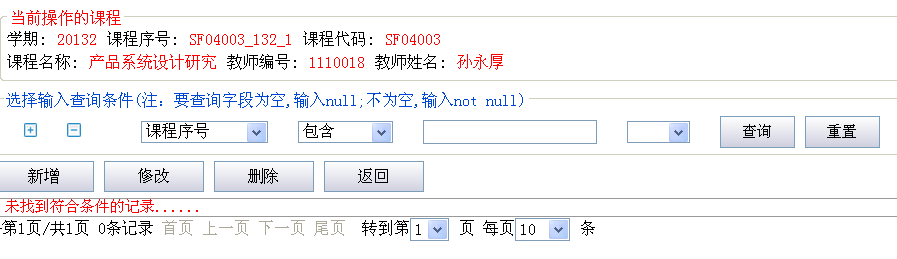 当前操作的课程
学期: 20132 课程序号: SF04003_132_1 课程代码: SF04003
课程名称: 产品系统设计研究 教师编号: 1110018 教师姓名: 孙永厚
选择输入查询条件(注：要查询字段为空,输入null;不为空,输入not null)
课程序号 包含 查询 重置
新增 修改 删除 返回
未找到符合条件的记录......
第1页/共1页 0条记录 首页 上一页 下一页 尾页 转到第1 页 每页10 条